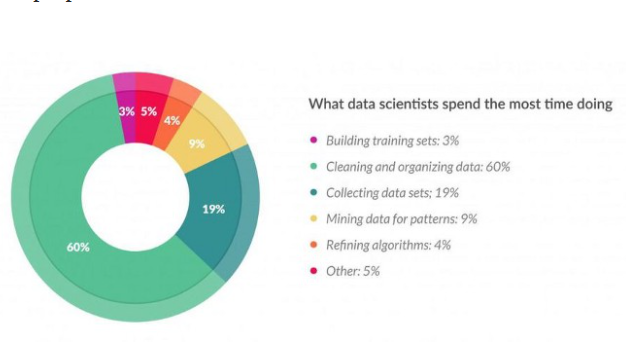 3%
5%
4%
9%
19%
60%
What data scientists spend the most time doing
Building training sets: 3%
Cleaning and organizing data: 60%
Collecting data sets; 19%
Mining data for patterns: 9%
Refining algorithms: 4%
Other: 5%